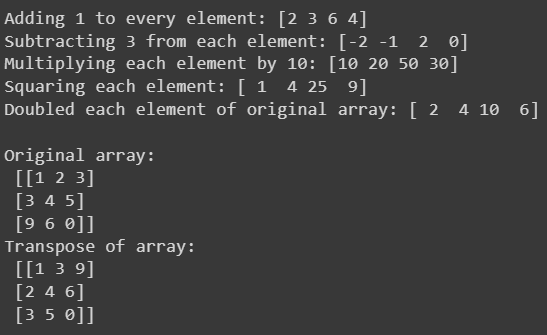 Adding 1 to every element: [2 3 6 4]
Subtracting 3 from each element: [-2 -1  2  0]
Multiplying each element by 10: [10 20 50 30]
Squaring each element: [ 1  4 25  9]
Doubled each element of original array: [ 2  4 10  6]

Original array:
 [[1 2 3]
 [3 4 5]
 [9 6 0]]
Transpose of array:
 [[1 3 9]
 [2 4 6]
 [3 5 0]]